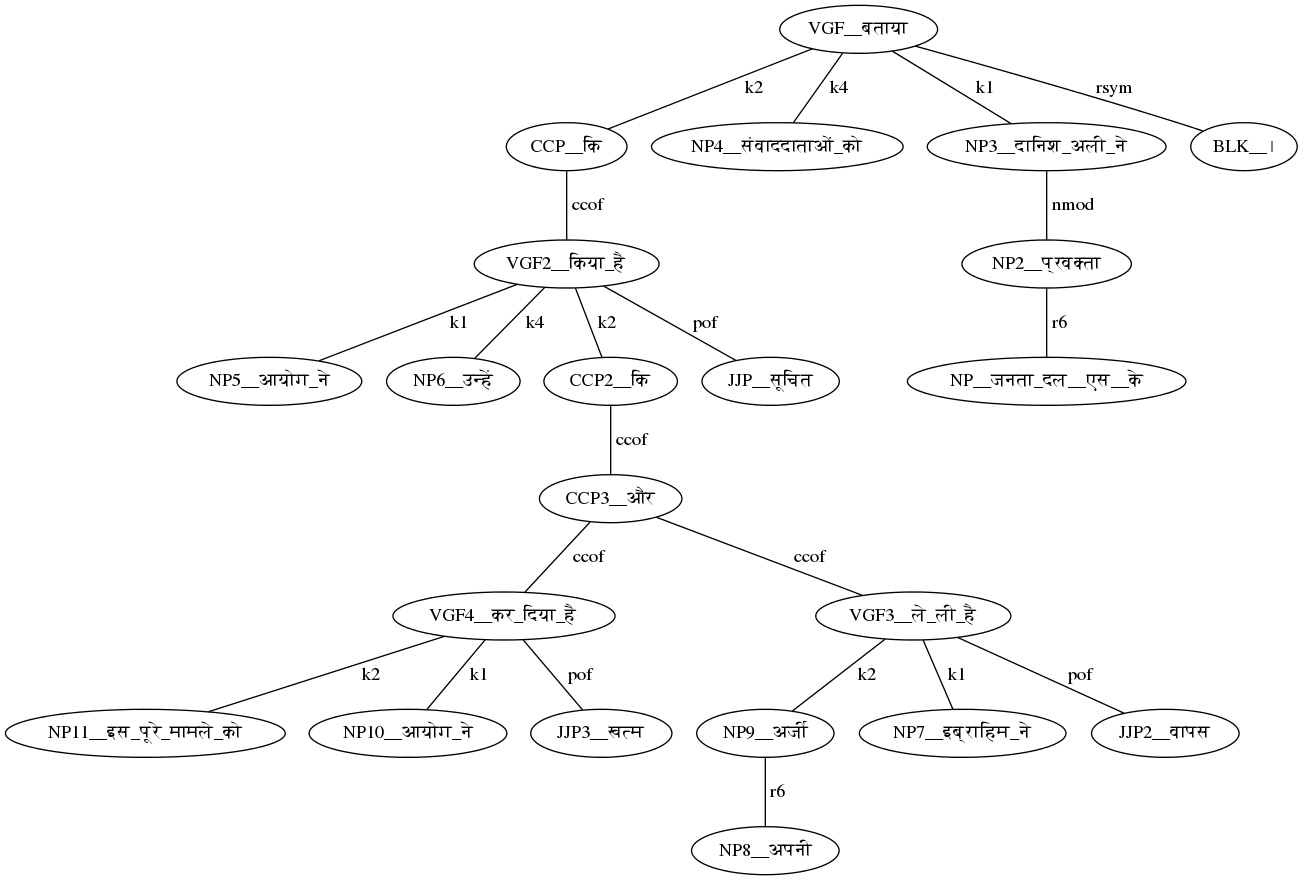 VGF__बताया
k2 k4 k1 rsym
CCP__कि NP4__संवाददाताओं_को NP3__दानिश_अली_ने BLK__।
ccof nmod
VGF2__किया_है NP2__प्रवक्ता
k1 k4 k2 pof r6
NP5__आयोग_ने NP6__उन्हें CCP2__कि JJP__सूचित NP__जनता_दल__एस__के
ccof
CCP3__और
ccof ccof
VGF4__कर_दिया_है VGF3__ले_ली_है
k2 k1 pof k2 k1 pof
NP11__इस_पूरे_मामले_को NP10__आयोग_ने JJP3__खत्म NP9__अर्जी NP7__इब्राहिम_ने JJP2__वापस
r6
NP8__अपनी